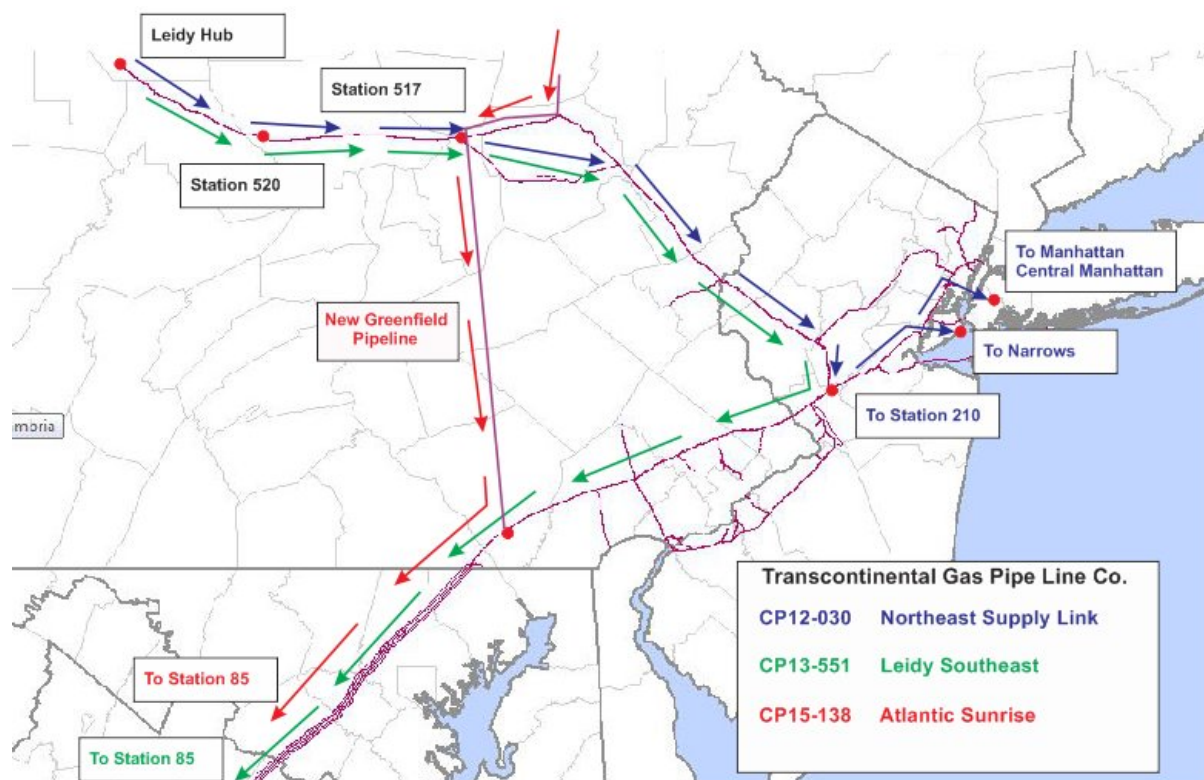 Leidy Hub
Station 517
Station 520
To Manhattan
Central Manhattan
New Greenfield
Pipeline
To Narrows
To Station 210
mbria
Transcontinental Gas Pipe Line Co.
CP12-030 Northeast Supply Link
CP13-551 Leidy Southeast
CP15-138 Atlantic Sunrise
To Station 85
To Station 85